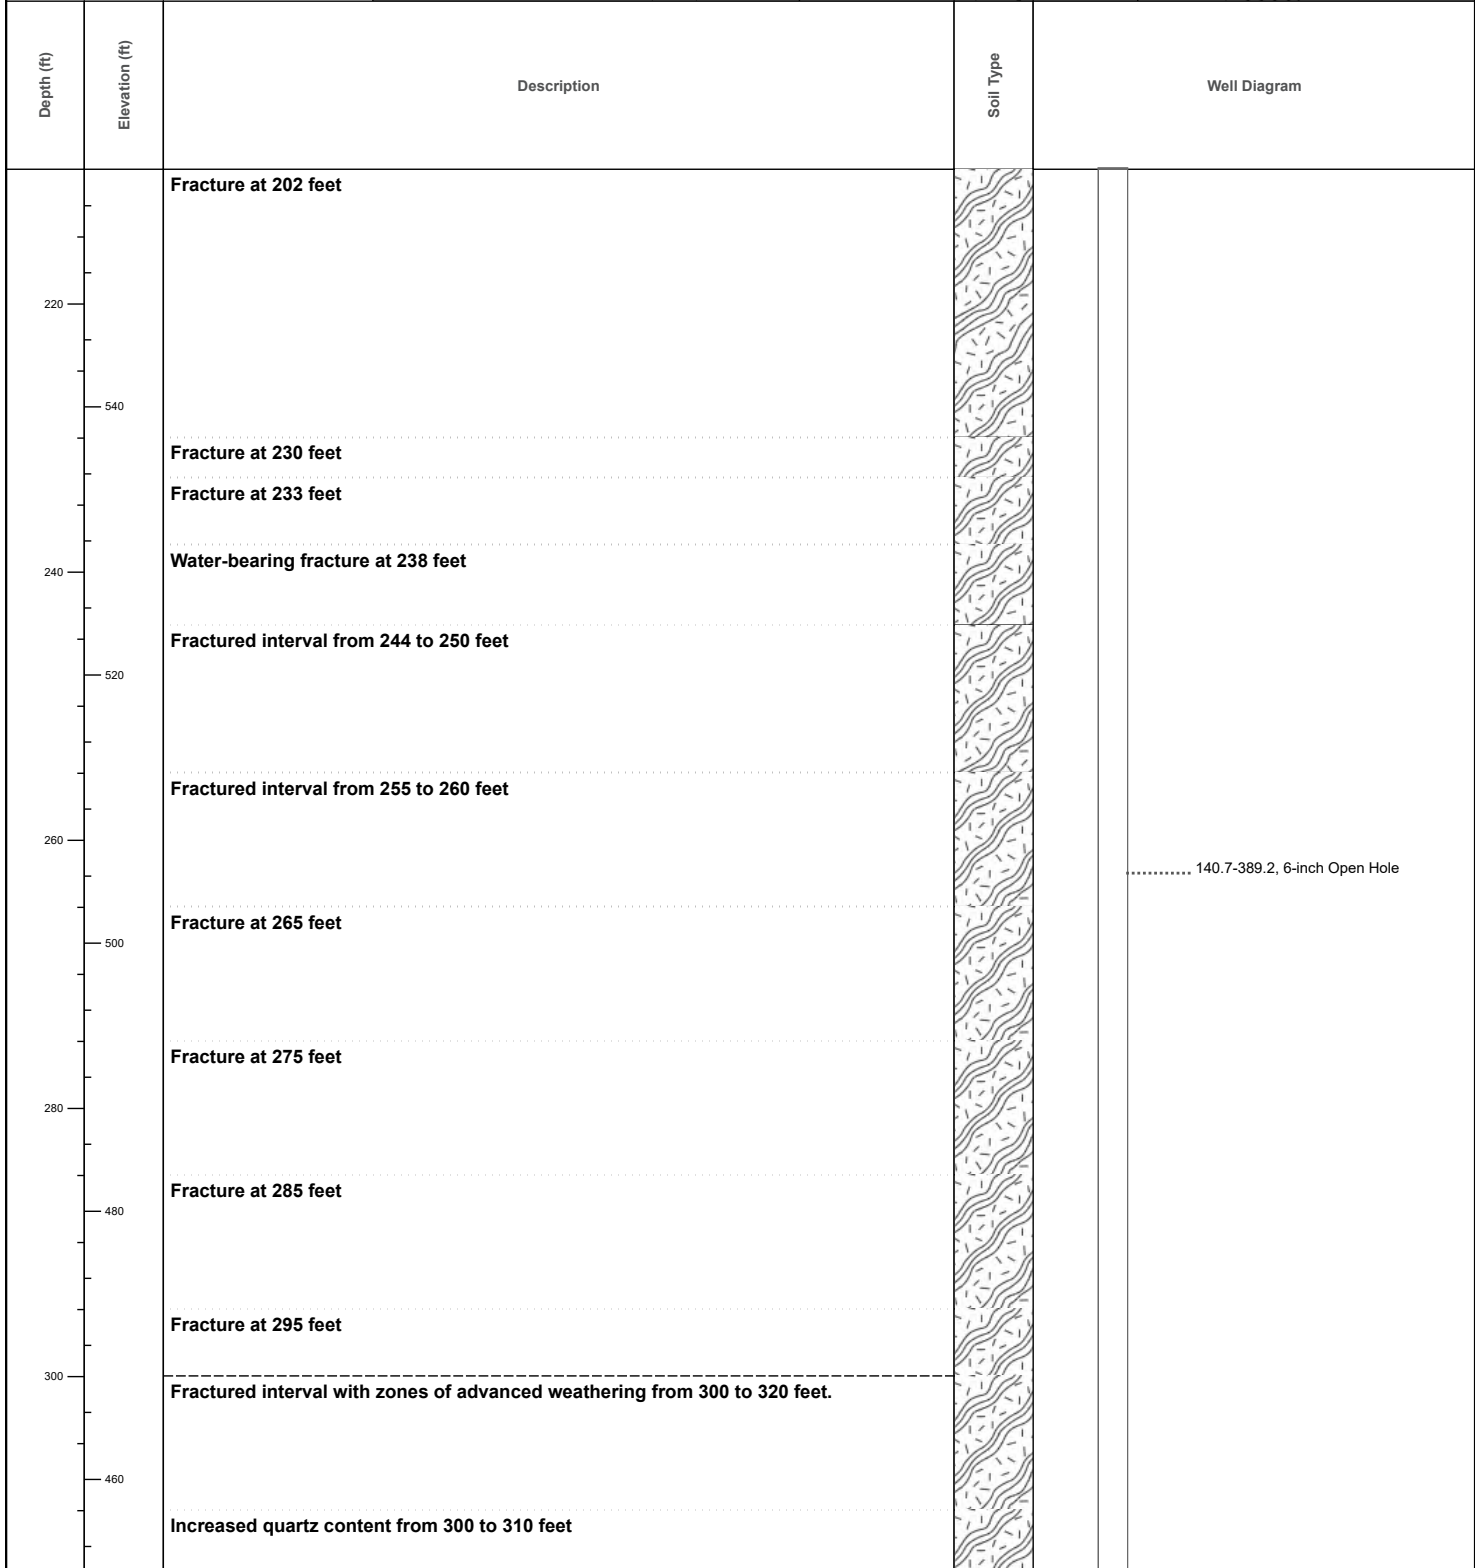 Depth (ft)
Elevation (ft)
Description
Soil Type
Well Diagram
Fracture at 202 feet
220
540
Fracture at 230 feet
Fracture at 233 feet
Water-bearing fracture at 238 feet
240
Fractured interval from 244 to 250 feet
520
Fractured interval from 255 to 260 feet
260
140.7-389.2, 6-inch Open Hole
Fracture at 265 feet
500
Fracture at 275 feet
280
Fracture at 285 feet
480
Fracture at 295 feet
300
Fractured interval with zones of advanced weathering from 300 to 320 feet.
460
Increased quartz content from 300 to 310 feet